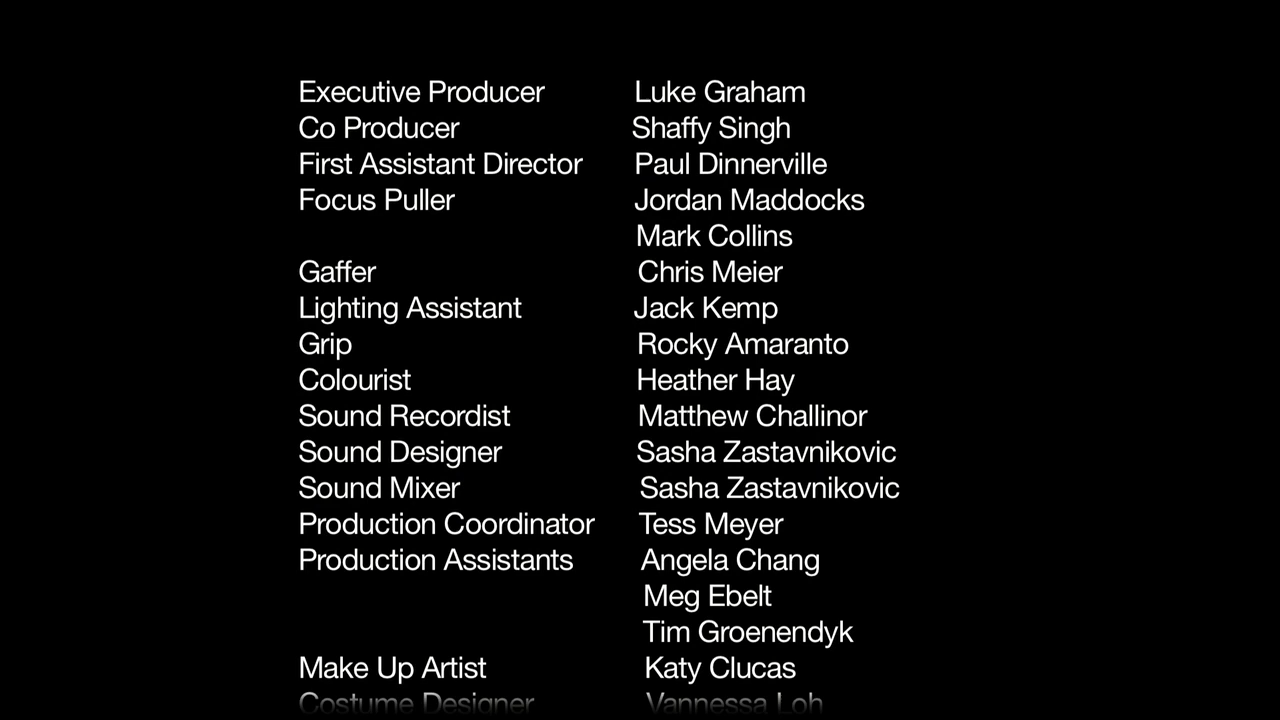 Executive Producer Luke Graham
Co Producer Shaffy Singh
First Assistant Director Paul Dinnerville
Focus Puller Jordan Maddocks
Mark Collins
Gaffer Chris Meier
Lighting Assistant Jack Kemp
Grip Rocky Amaranto
Colourist Heather Hay
Sound Recordist Matthew Challinor
Sound Designer Sasha Zastavnikovic
Sound Mixer Sasha Zastavnikovic
Production Coordinator Tess Meyer
Production Assistants Angela Chang
Meg Ebelt
Tim Groenendyk
Make Up Artist Katy Clucas
Costume Designer Vannessa Loh